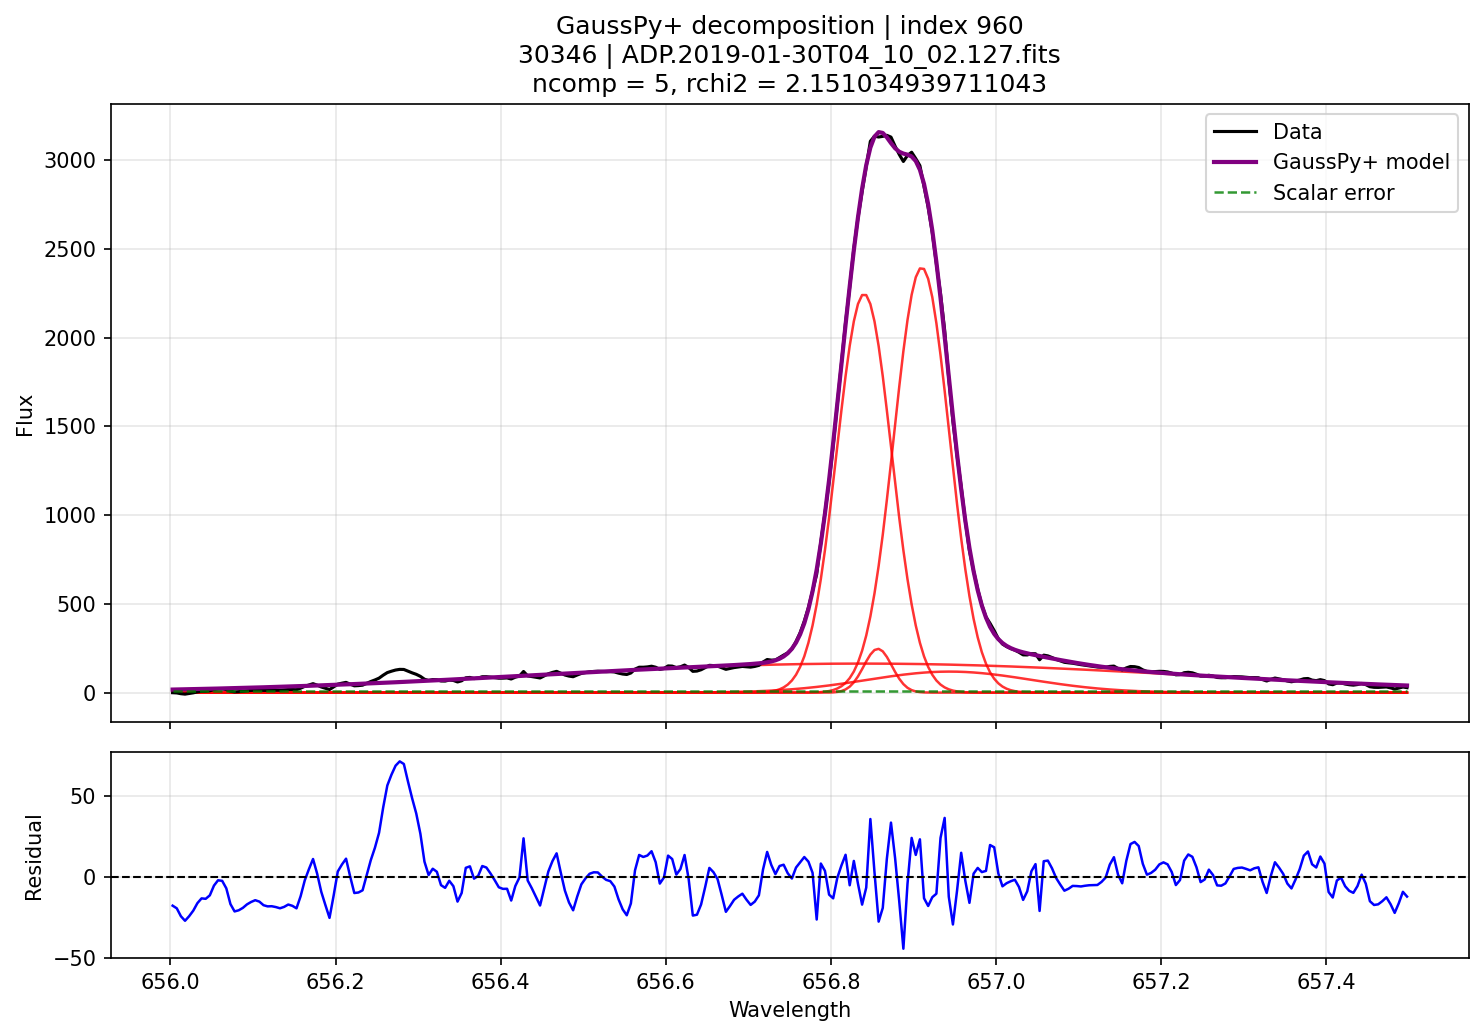 GaussPy+ decomposition | index 960
30346 | ADP.2019-01-30T04_10_02.127.fits
ncomp = 5, rchi2 = 2.151034939711043
Data
GaussPy+ model
Scalar error
3000
2500
2000
1500
1000
500
0
Flux
50
0
−50
Residual
656.0 656.2 656.4 656.6 656.8 657.0 657.2 657.4
Wavelength